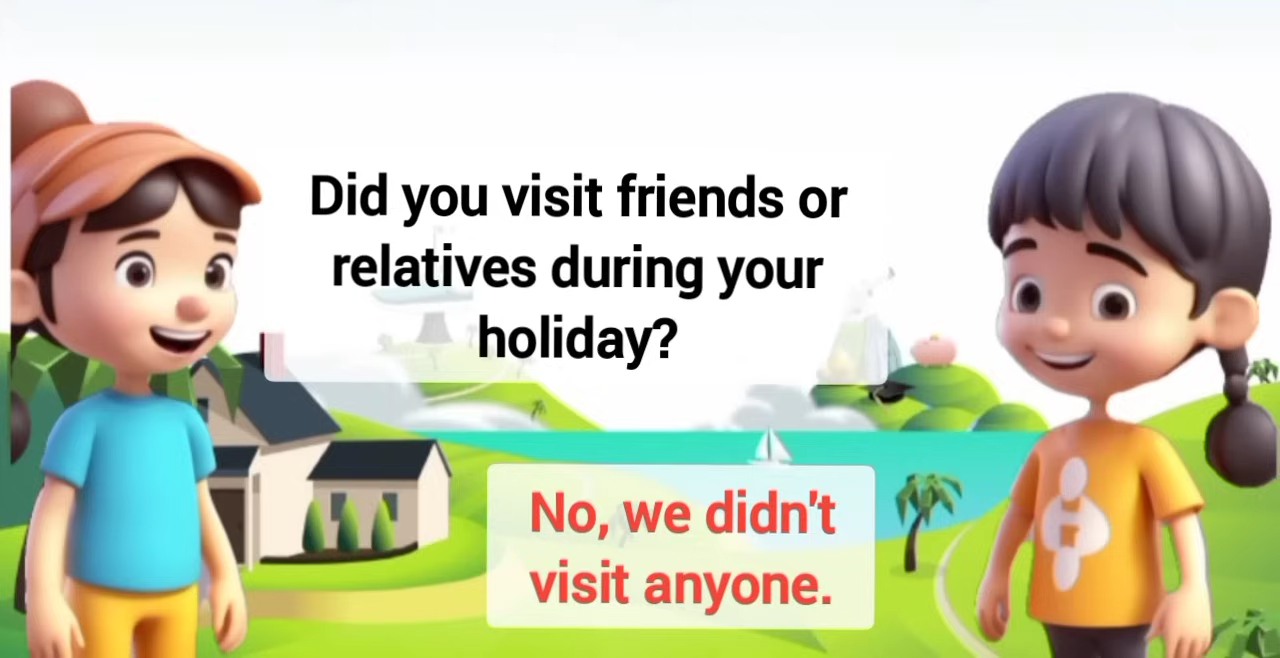 Did you visit friends or
relatives during your
holiday?
No, we didn't
visit anyone.